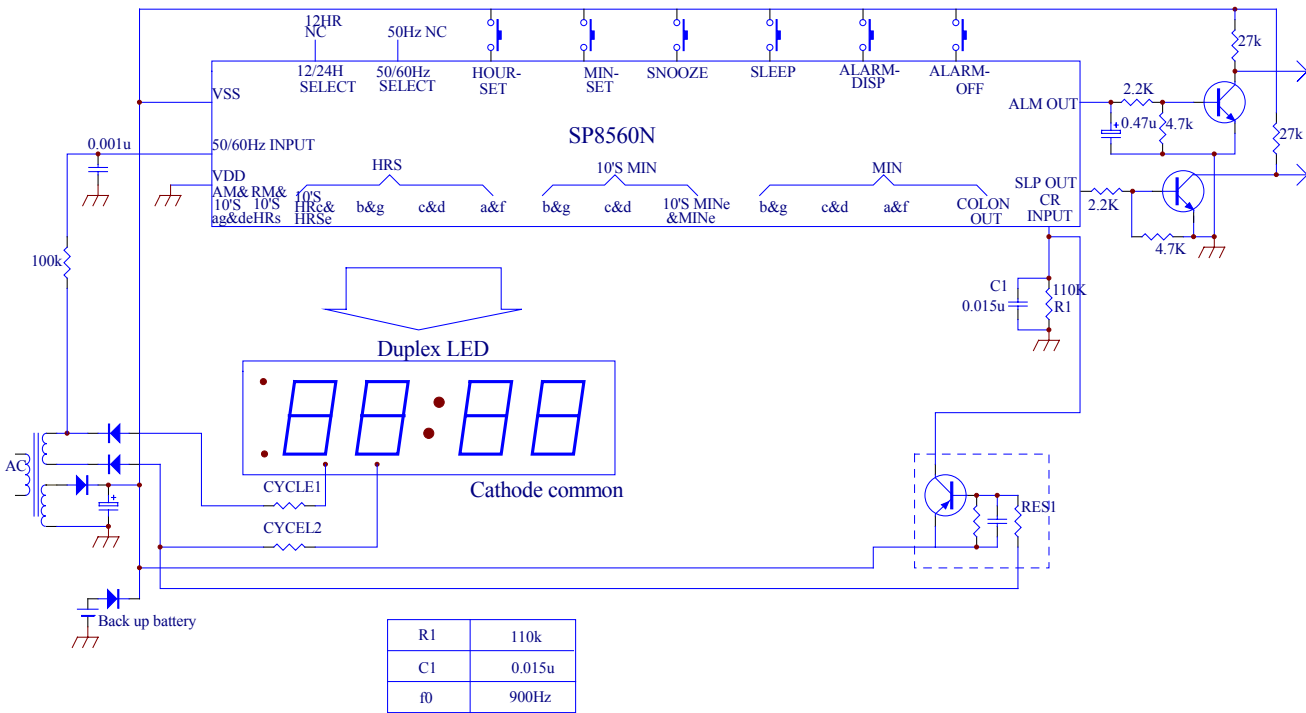 12HR
NC
50Hz NC
12/24H
SELECT
50/60Hz
SELECT
HOUR-
SET
MIN-
SET
SNOOZE
SLEEP
ALARM-
DISP
ALARM-
OFF
27k
VSS
ALM OUT
2.2K
+
0.47u
4.7k
27k
0.001u
50/60Hz INPUT
SP8560N
VDD
HRS
10'S MIN
MIN
SLP OUT
CR
INPUT
2.2K
4.7K
AM&
10'S
ag&de
RM&
10'S
HRs
10'S
HRc&
HRSe
b&g
c&d
a&f
b&g
c&d
10'S MINe
&MINe
b&g
c&d
a&f
COLON
OUT
100k
C1
0.015u
110K
R1
Duplex LED
AC
+
CYCLE1
Cathode common
CYCEL2
RES1
Back up battery
R1 110k
C1 0.015u
f0 900Hz